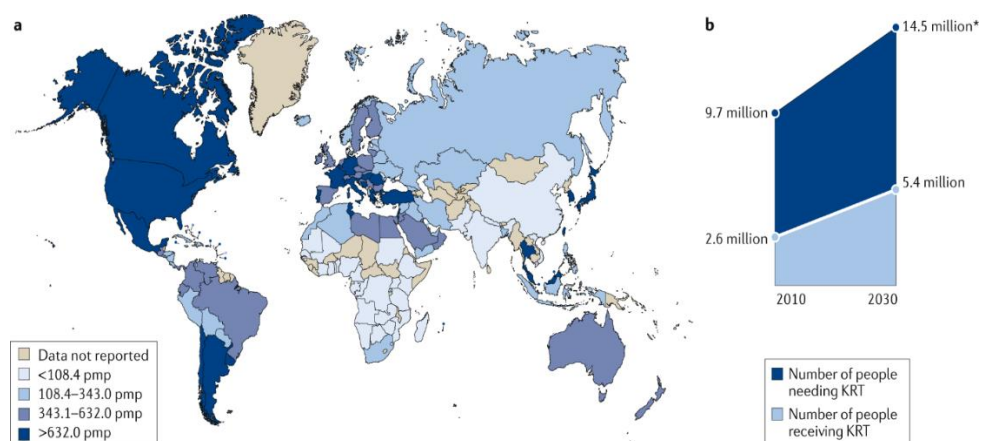 a
Data not reported
<108.4 pmp
108.4–343.0 pmp
343.1–632.0 pmp
>632.0 pmp
b
14.5 million*
9.7 million
5.4 million
2.6 million
2010 2030
Number of people
needing KRT
Number of people
receiving KRT